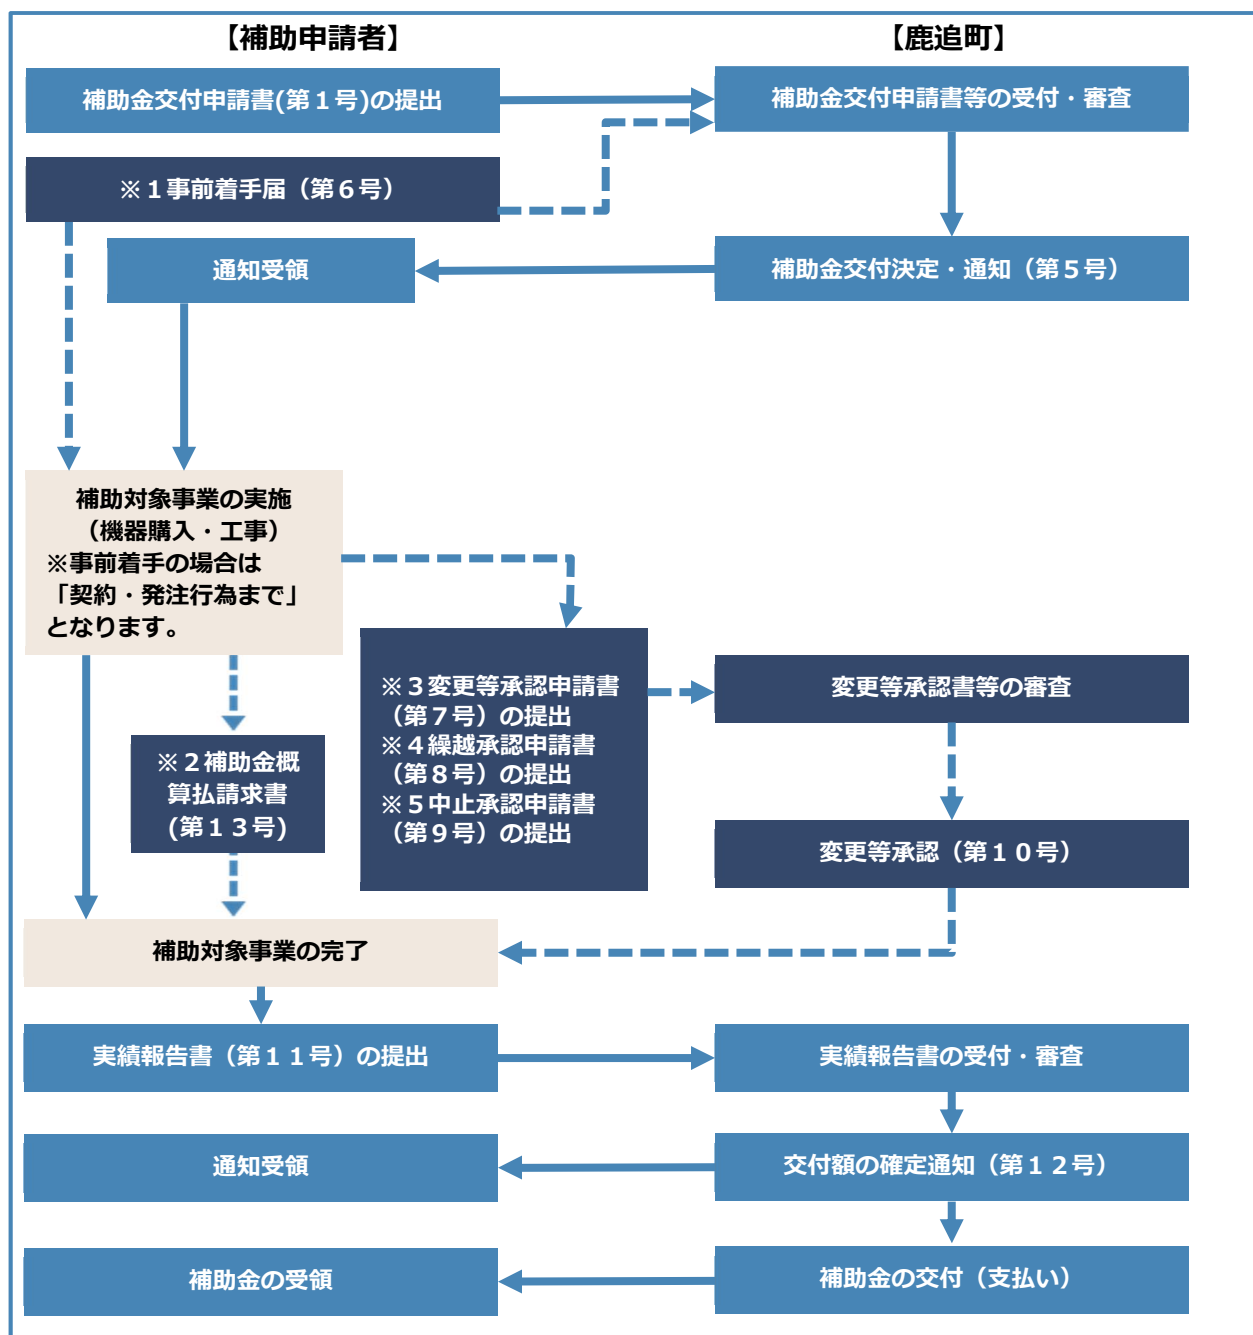 【補助申請者】
【鹿追町】
補助金交付申請書(第１号)の提出
補助金交付申請書等の受付・審査
※１事前着手届（第６号）
通知受領
補助金交付決定・通知（第５号）
補助対象事業の実施
（機器購入・工事）
※事前着手の場合は
「契約・発注行為まで」
となります。
※３変更等承認申請書
（第７号）の提出
※４繰越承認申請書
（第８号）の提出
※５中止承認申請書
（第９号）の提出
変更等承認書等の審査
※２補助金概
算払請求書
(第１３号)
変更等承認（第１０号）
補助対象事業の完了
実績報告書（第１１号）の提出
実績報告書の受付・審査
通知受領
交付額の確定通知（第１２号）
補助金の受領
補助金の交付（支払い）